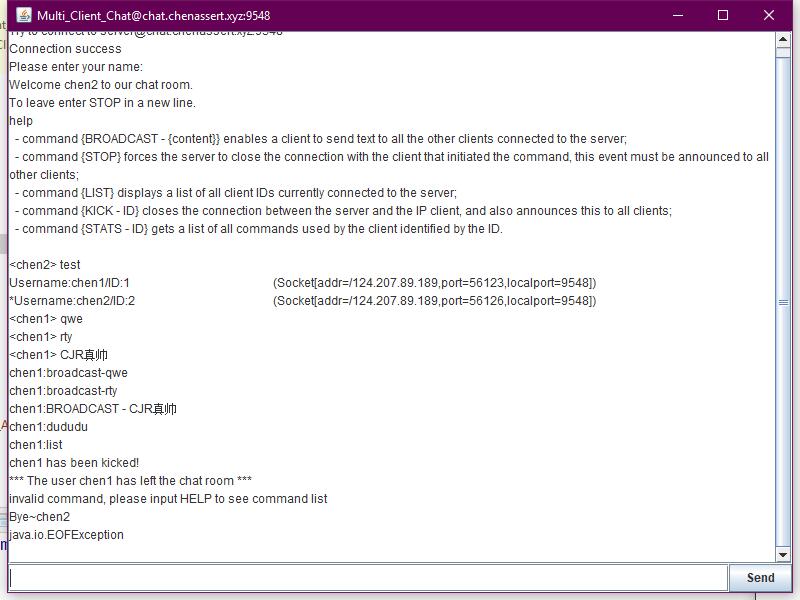 Multi_Client_Chat@chat.chenassert.xyz:9548
Try to connect to server@chat.chenassert.xyz:9548
Connection success
Please enter your name:
Welcome chen2 to our chat room.
To leave enter STOP in a new line.
help
- command {BROADCAST - {content}} enables a client to send text to all the other clients connected to the server;
- command {STOP} forces the server to close the connection with the client that initiated the command, this event must be announced to all
other clients;
- command {LIST} displays a list of all client IDs currently connected to the server;
- command {KICK - ID} closes the connection between the server and the IP client, and also announces this to all clients;
- command {STATS - ID} gets a list of all commands used by the client identified by the ID.
<chen2> test
Username:chen1/ID:1 (Socket[addr=/124.207.89.189,port=56123,localport=9548])
*Username:chen2/ID:2 (Socket[addr=/124.207.89.189,port=56126,localport=9548])
<chen1> qwe
<chen1> rty
<chen1> CJR真帅
chen1:broadcast-qwe
chen1:broadcast-rty
chen1:BROADCAST - CJR真帅
chen1:dududu
chen1:list
chen1 has been kicked!
*** The user chen1 has left the chat room ***
invalid command, please input HELP to see command list
Bye~chen2
java.io.EOFException
Send